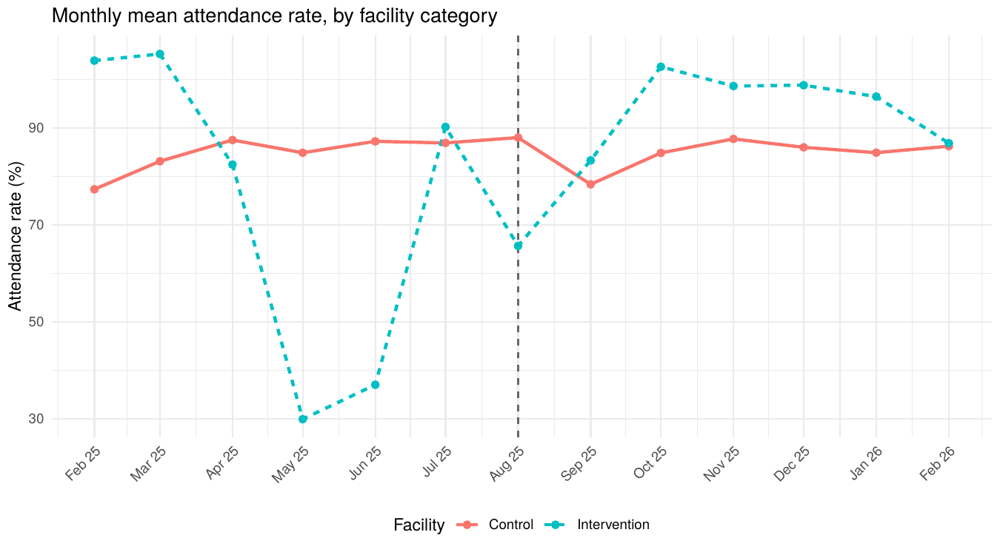 Monthly mean attendance rate, by facility category
Attendance rate (%)
90
70
50
30
Feb 25 Mar 25 Apr 25 May 25 Jun 25 Jul 25 Aug 25 Sep 25 Oct 25 Nov 25 Dec 25 Jan 26 Feb 26
Facility Control Intervention